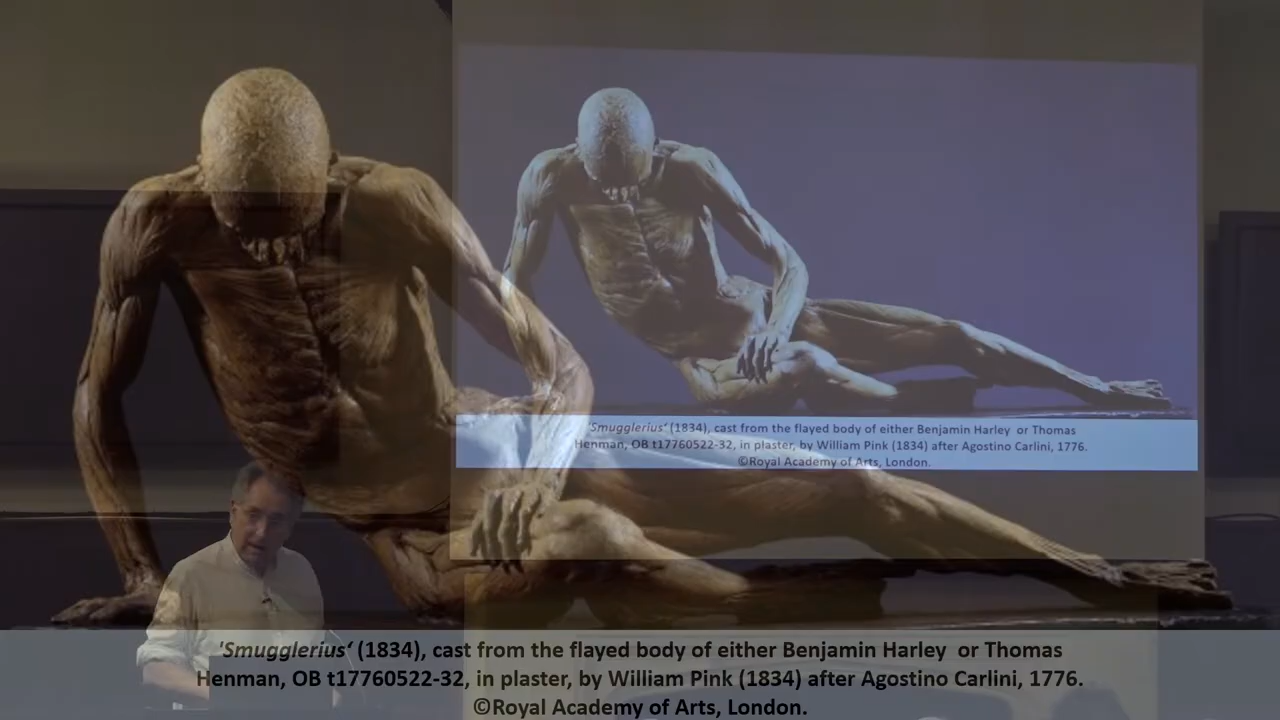 'Smugglerius' (1834), cast from the flayed body of either Benjamin Harley or Thomas
Henman, OB t17760522-32, in plaster, by William Pink (1834) after Agostino Carlini, 1776.
©Royal Academy of Arts, London.
'Smugglerius' (1834), cast from the flayed body of either Benjamin Harley or Thomas
Henman, OB t17760522-32, in plaster, by William Pink (1834) after Agostino Carlini, 1776.
©Royal Academy of Arts, London.